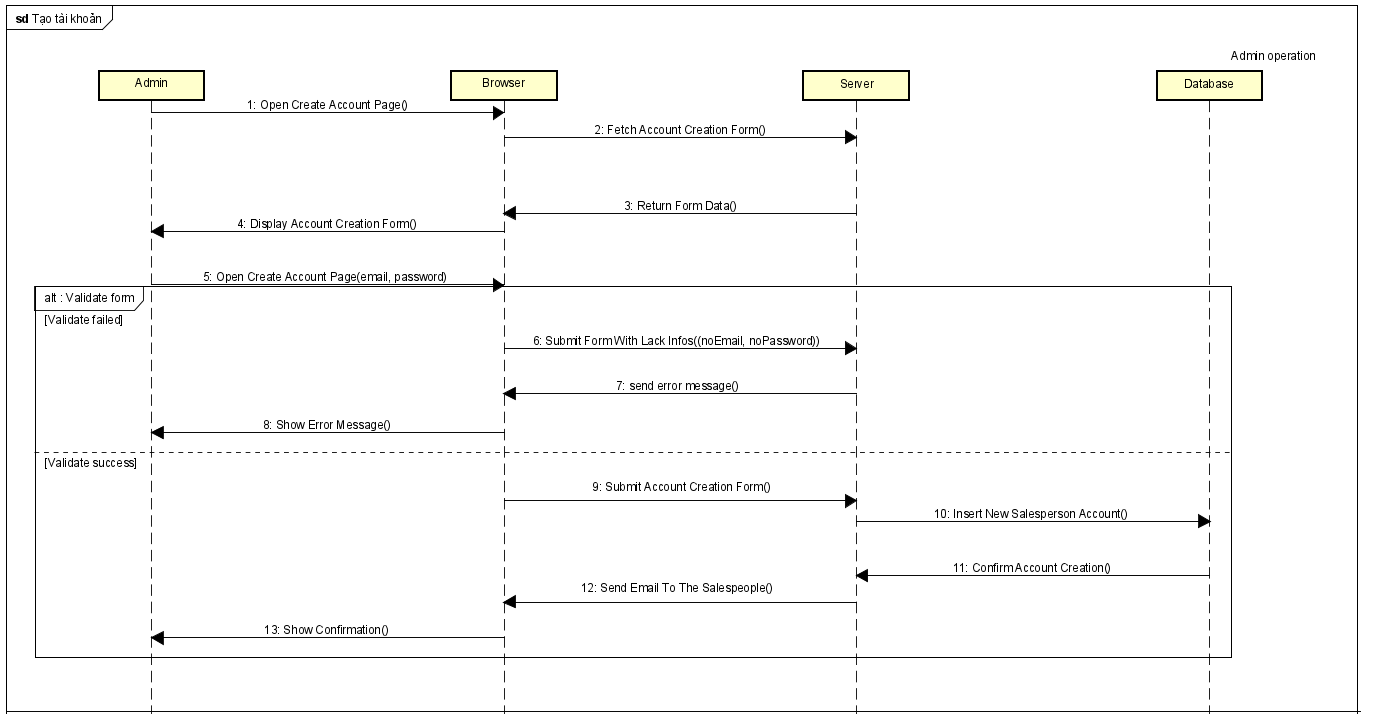 sd Tạo tài khoản
Admin operation
Admin
Browser
Server
Database
1: Open Create Account Page()
2: Fetch Account Creation Form()
3: Return Form Data()
4: Display Account Creation Form()
5: Open Create Account Page(email, password)
alt : Validate form
[Validate failed]
6: Submit Form With Lack Infos((noEmail, noPassword))
7: send error message()
8: Show Error Message()
[Validate success]
9: Submit Account Creation Form()
10: Insert New Salesperson Account()
11: Confirm Account Creation()
12: Send Email To The Salespeople()
13: Show Confirmation()